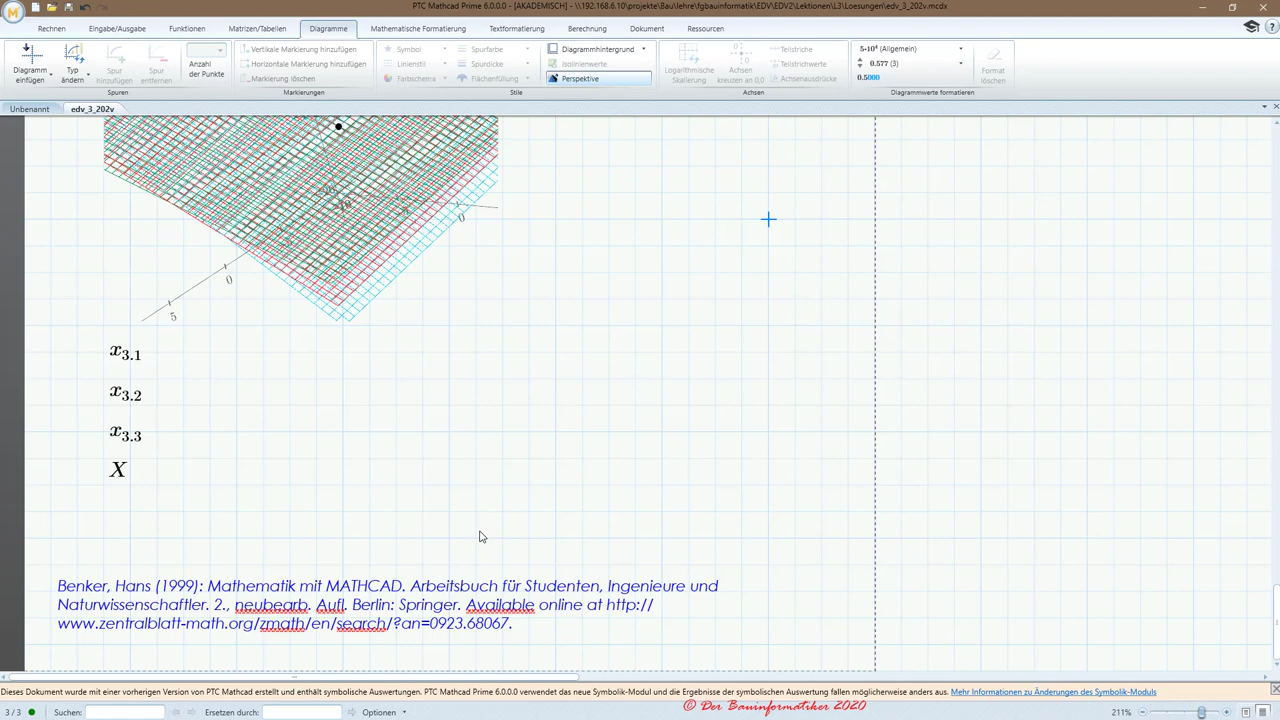 PTC Mathcad Prime 6.0.0.0 - [AKADEMISCH] - \\192.168.6.10\projekte\Bau\lehre\fgbauinformatik\EDV\EDV2\Lektionen\L3\Loesungen\edv_3_202v.mcdx
Rechnen Eingabe/Ausgabe Funktionen Matrizen/Tabellen Diagramme Mathematische Formatierung Textformatierung Berechnung Dokument Ressourcen
Diagramm einfügen
Typ ändern
Spur hinzufügen
Spur entfernen
Anzahl der Punkte
Spuren
Vertikale Markierung hinzufügen
Horizontale Markierung hinzufügen
Markierung löschen
Markierungen
Symbol Spurfarbe
Linienstil Spurdicke
Farbschema Flächenfüllung
Diagrammhintergrund
Isolinienwerte
Perspektive
Stile
Logarithmische Skalierung
Achsen kreuzen an 0,0
Teilstriche
Teilstrichwerte
Achsenausdrücke
Achsen
5•10⁴ (Allgemein)
0.577 (3)
0.5000
Format löschen
Diagrammwerte formatieren
Unbenannt edv_3_202v
0
0
5
x3.1
x3.2
x3.3
X
Benker, Hans (1999): Mathematik mit MATHCAD. Arbeitsbuch für Studenten, Ingenieure und
Naturwissenschaftler. 2., neubearb. Aufl. Berlin: Springer. Available online at http://
www.zentralblatt-math.org/zmath/en/search/?an=0923.68067.
Dieses Dokument wurde mit einer vorherigen Version von PTC Mathcad erstellt und enthält symbolische Auswertungen. PTC Mathcad Prime 6.0.0.0 verwendet das neue Symbolik-Modul und die Ergebnisse der symbolischen Auswertung fallen möglicherweise anders aus. Mehr Informationen zu Änderungen des Symbolik-Moduls
3 / 3 Suchen: Ersetzen durch: Optionen 211%
© Der Bauinformatiker 2020